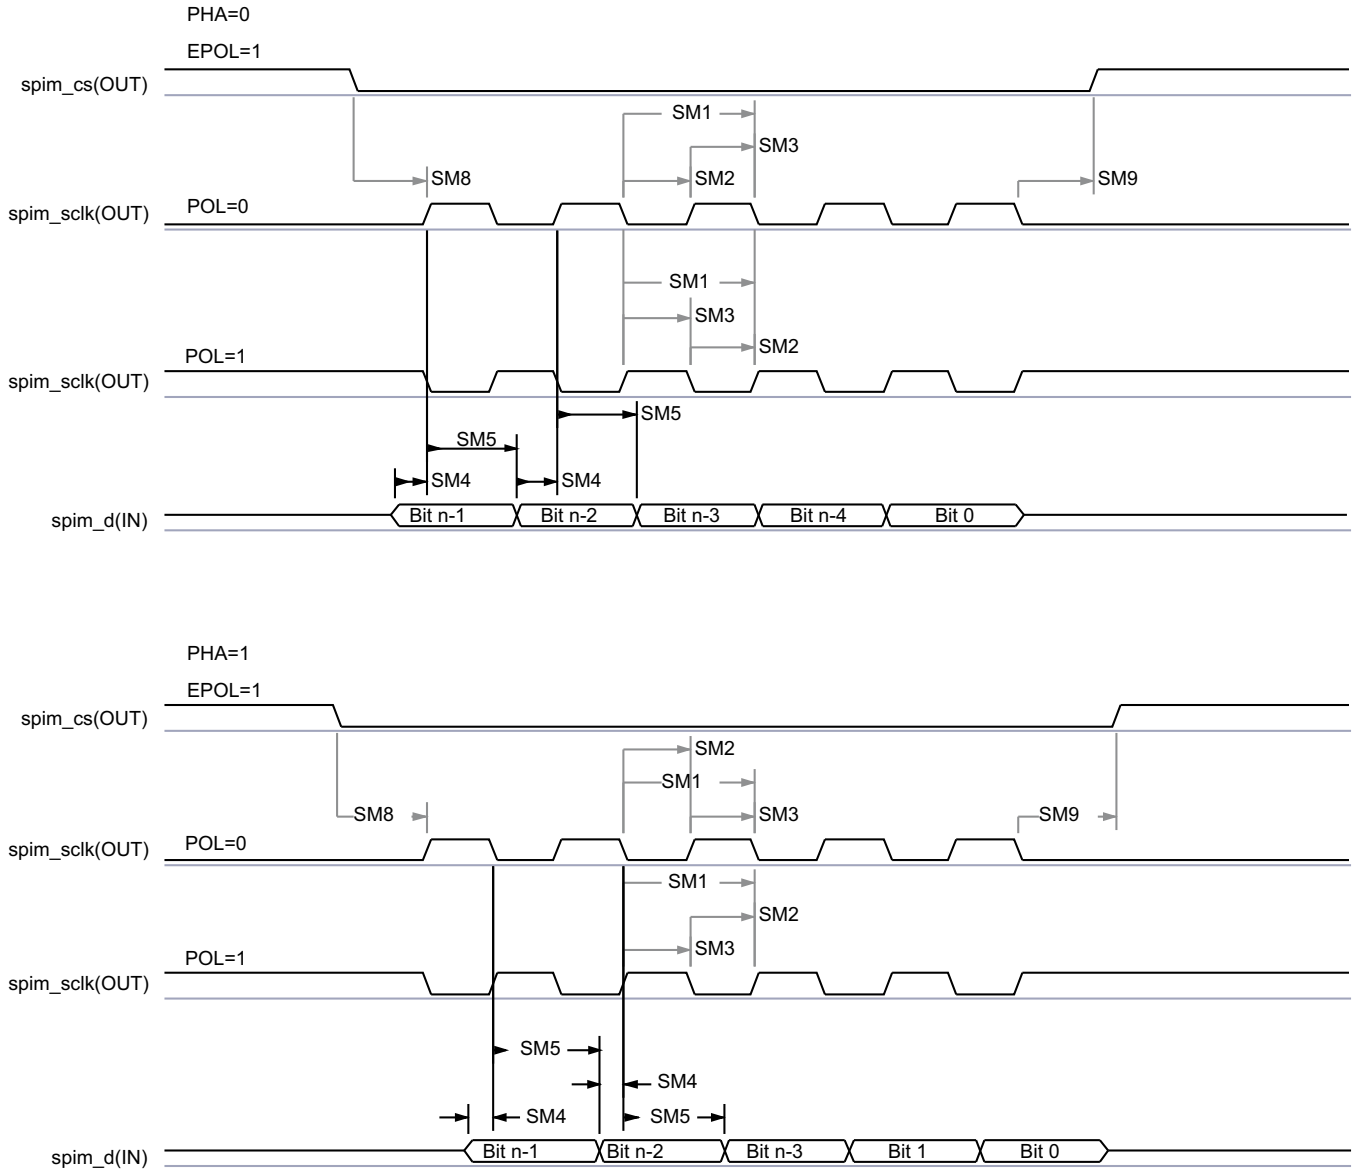 PHA=0
EPOL=1
spim_cs(OUT)
SM1
SM3
SM8
SM2
SM9
POL=0
spim_sclk(OUT)
SM1
SM3
SM2
POL=1
spim_sclk(OUT)
SM5
SM5
SM4
SM4
spim_d(IN)
Bit n-1
Bit n-2
Bit n-3
Bit n-4
Bit 0
PHA=1
EPOL=1
spim_cs(OUT)
SM2
SM1
SM8
SM3
SM9
POL=0
spim_sclk(OUT)
SM1
SM2
SM3
POL=1
spim_sclk(OUT)
SM5
SM4
SM4
SM5
spim_d(IN)
Bit n-1
Bit n-2
Bit n-3
Bit 1
Bit 0